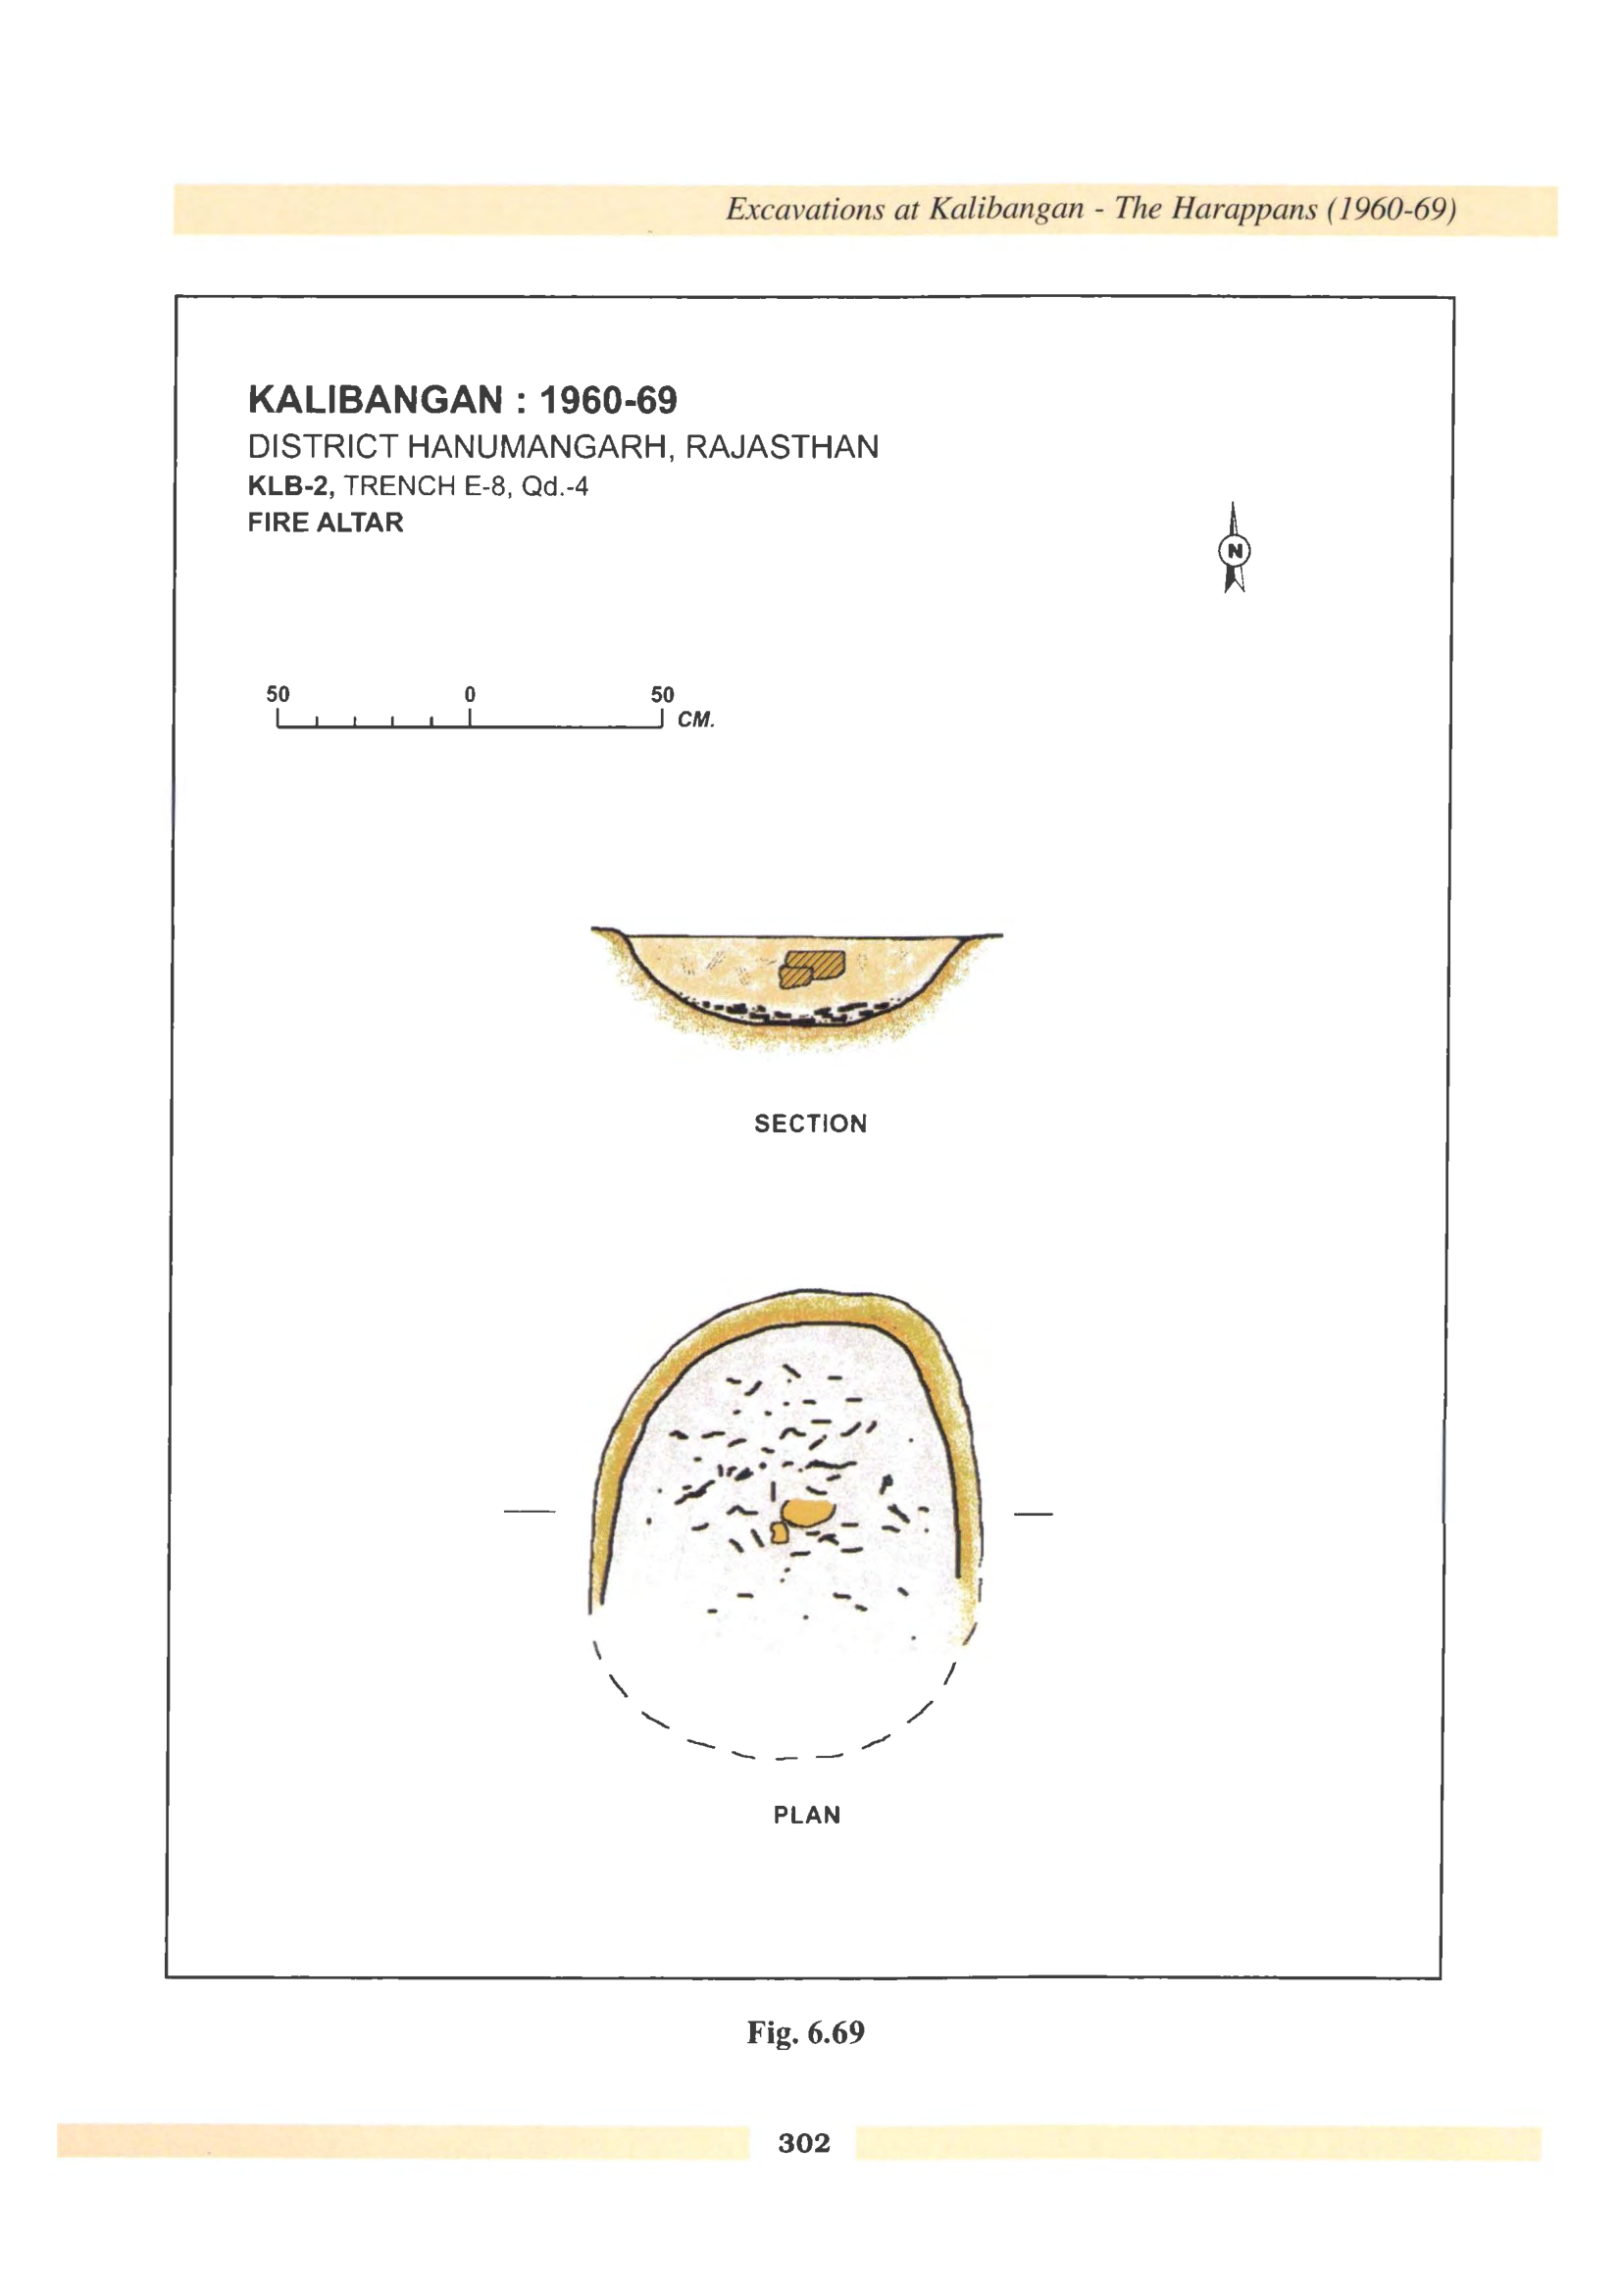 Excavations at Kalibangan - The Harappans (1960-69)
KALIBANGAN : 1960-69
DISTRICT HANUMANGARH, RAJASTHAN
KLB-2, TRENCH E-8, Qd.-4
FIRE ALTAR
N
50 0 50
CM.
SECTION
PLAN
Fig. 6.69
302